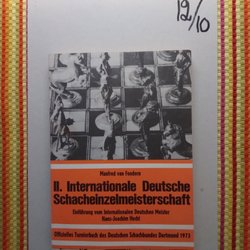 12/10
Manfred van Fondern
II. Internationale Deutsche
Schacheinzelmeisterschaft
Einführung vom Internationalen Deutschen Meister
Hans-Joachim Hecht
Offizielles Turnierbuch des Deutschen Schachbundes Dortmund 1973